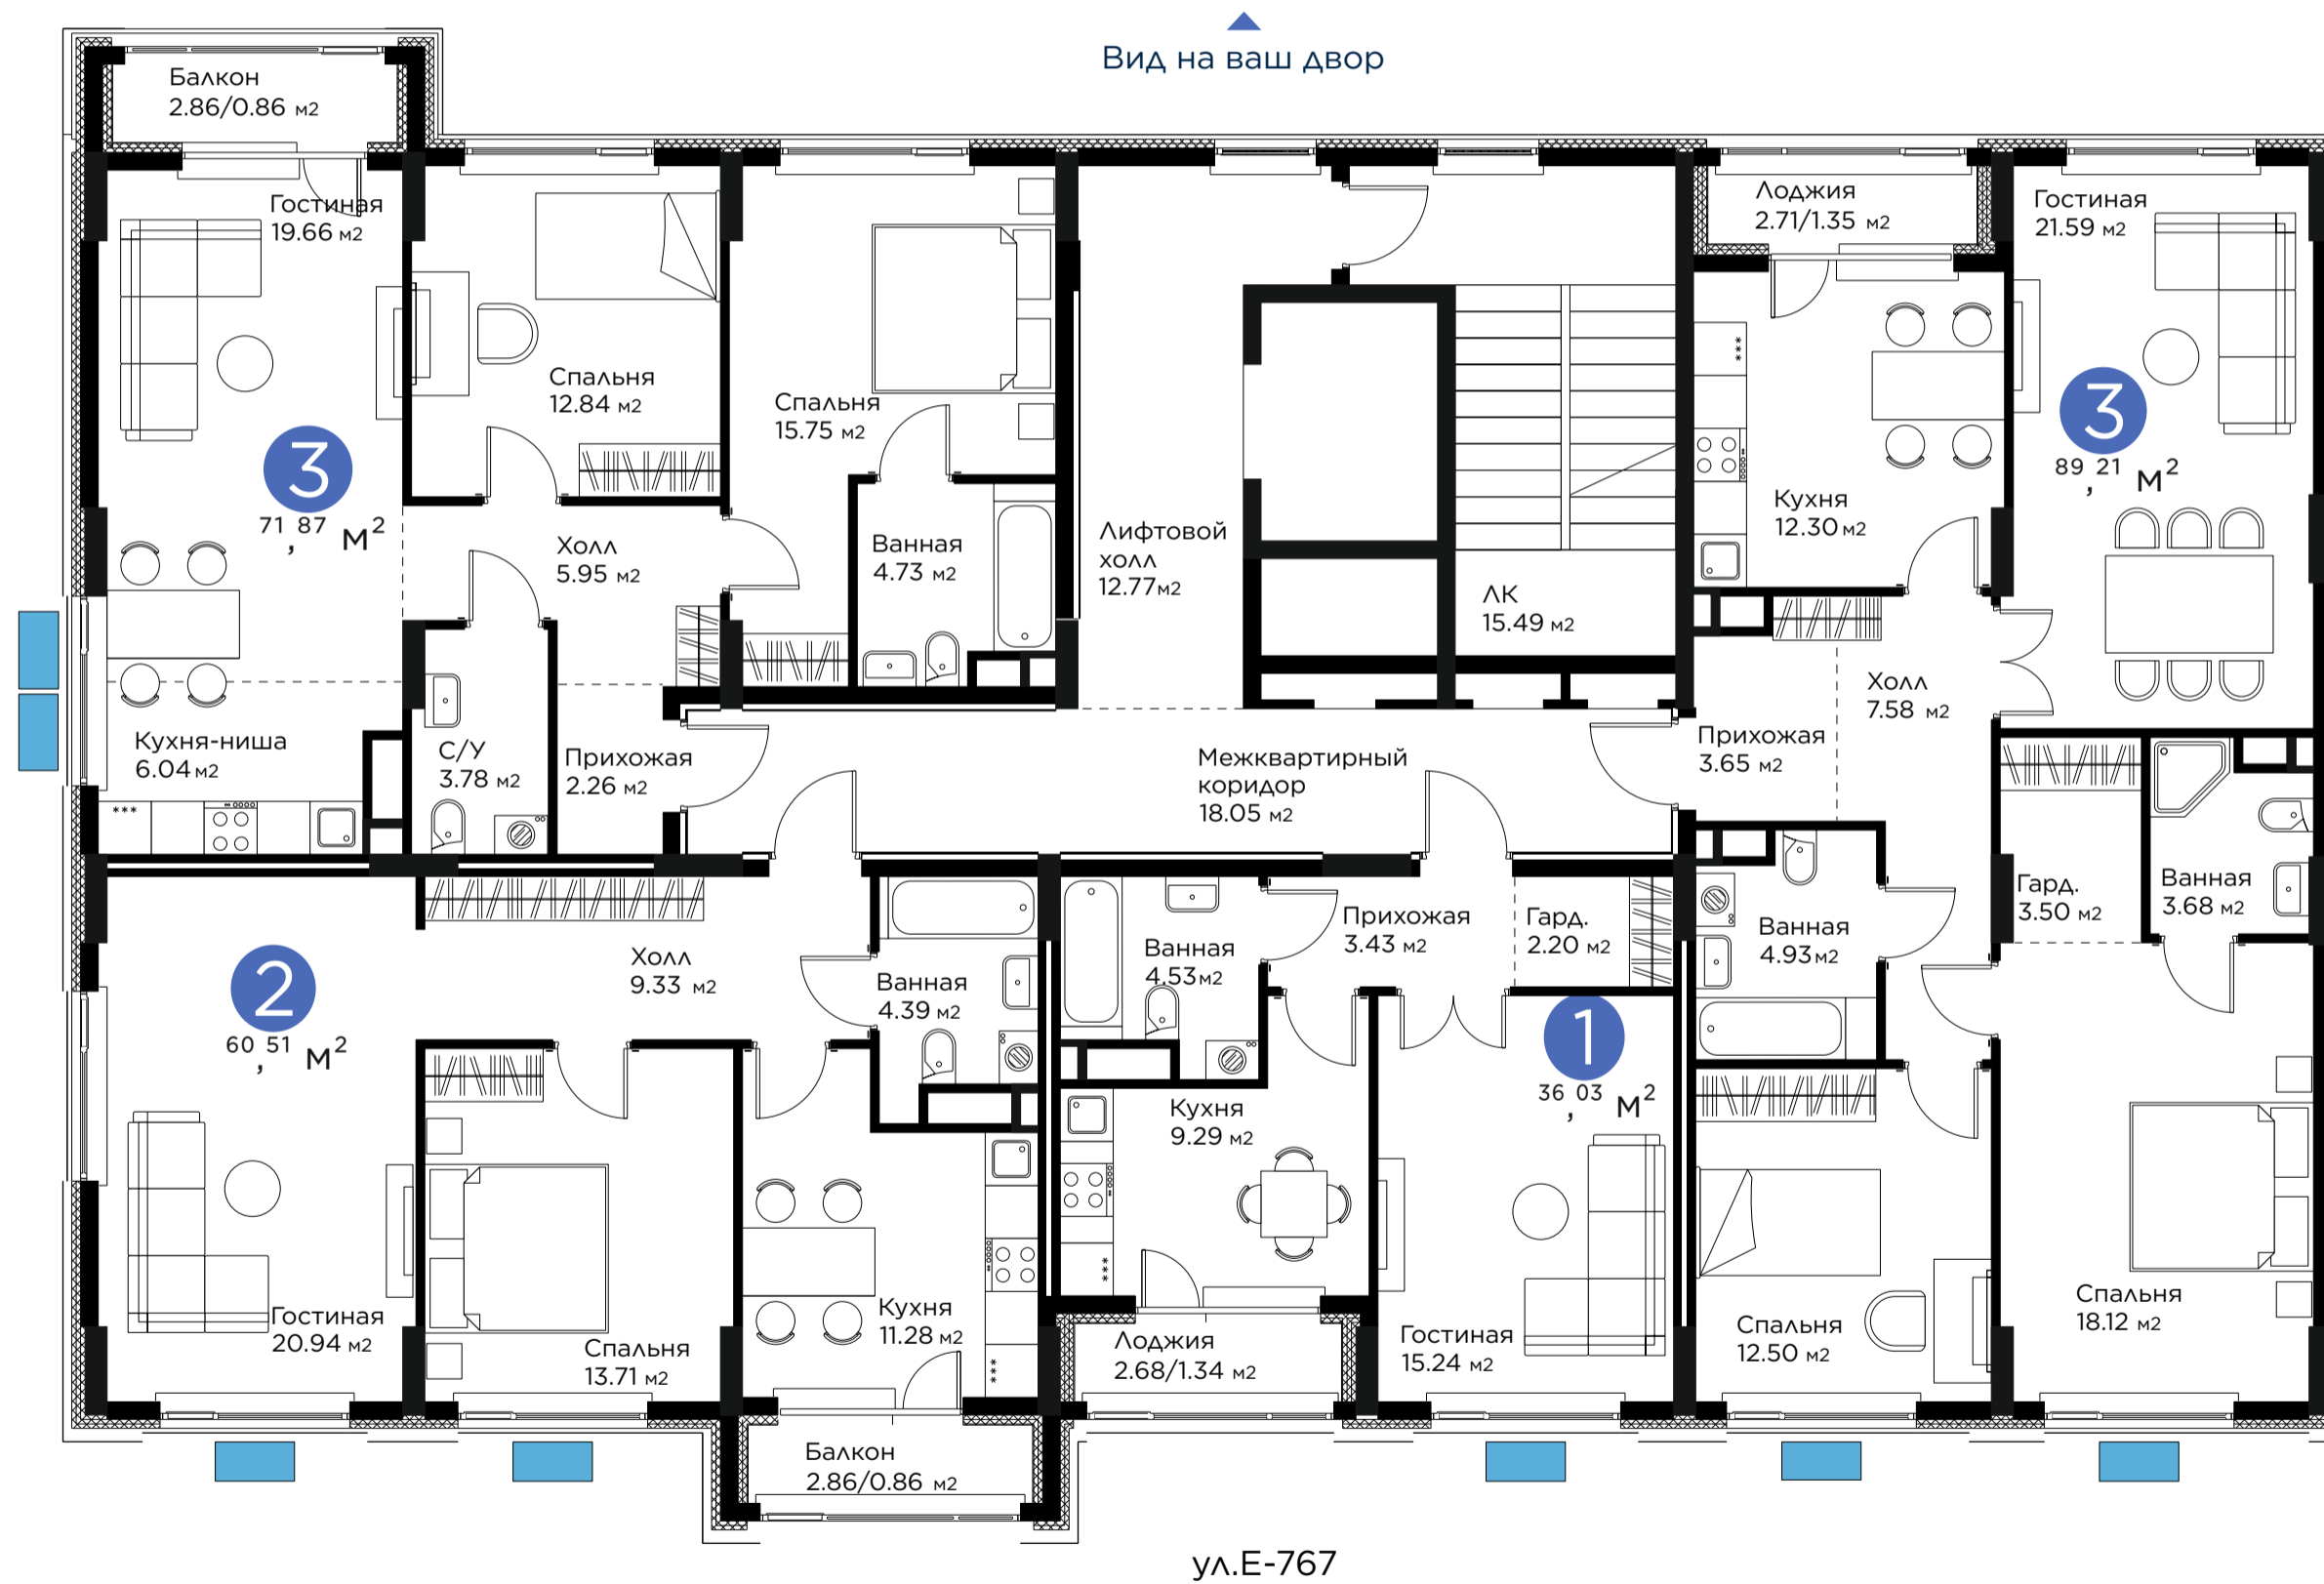 Вид на ваш двор
Балкон
2.86/0.86 м2
Гостиная
19.66 м2
Спальня
12.84 м2
Спальня
15.75 м2
3
71,87 м²
Холл
5.95 м2
Ванная
4.73 м2
Кухня-ниша
6.04 м2
***
С/У
3.78 м2
Прихожая
2.26 м2
Лифтовой
холл
12.77 м2
ЛК
15.49 м2
Межквартирный
коридор
18.05 м2
Лоджия
2.71/1.35 м2
Гостиная
21.59 м2
***
3
89,21 м²
Кухня
12.30 м2
Холл
7.58 м2
Прихожая
3.65 м2
Гард.
3.50 м2
Ванная
3.68 м2
Ванная
4.93 м2
Спальня
12.50 м2
Спальня
18.12 м2
2
60,51 м²
Холл
9.33 м2
Ванная
4.39 м2
Гостиная
20.94 м2
Спальня
13.71 м2
Кухня
11.28 м2
***
Балкон
2.86/0.86 м2
Ванная
4.53 м2
Прихожая
3.43 м2
Гард.
2.20 м2
1
36,03 м²
Кухня
9.29 м2
***
Лоджия
2.68/1.34 м2
Гостиная
15.24 м2
ул.Е-767